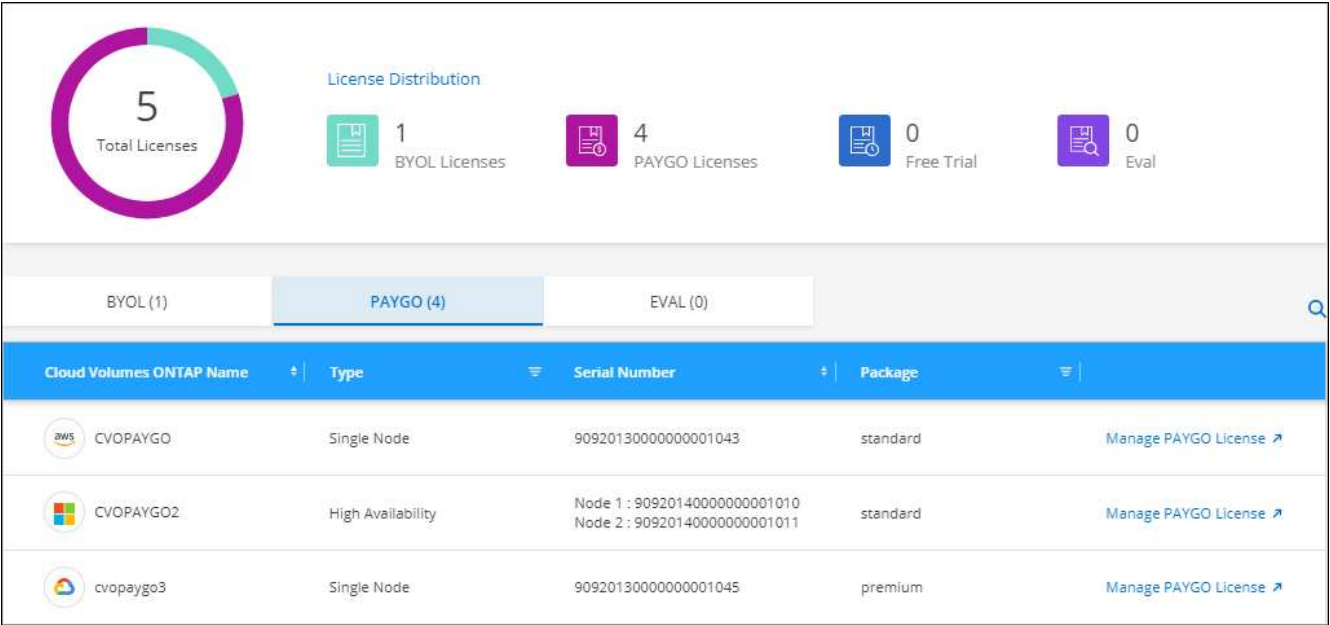 5
Total Licenses
License Distribution
1
BYOL Licenses
4
PAYGO Licenses
0
Free Trial
0
Eval
BYOL (1)
PAYGO (4)
EVAL (0)
Cloud Volumes ONTAP Name
Type
Serial Number
Package
aws
CVOPAYGO
Single Node
90920130000000001043
standard
Manage PAYGO License
CVOPAYGO2
High Availability
Node 1 : 90920140000000001010
Node 2 : 90920140000000001011
standard
Manage PAYGO License
cvopaygo3
Single Node
90920130000000001045
premium
Manage PAYGO License